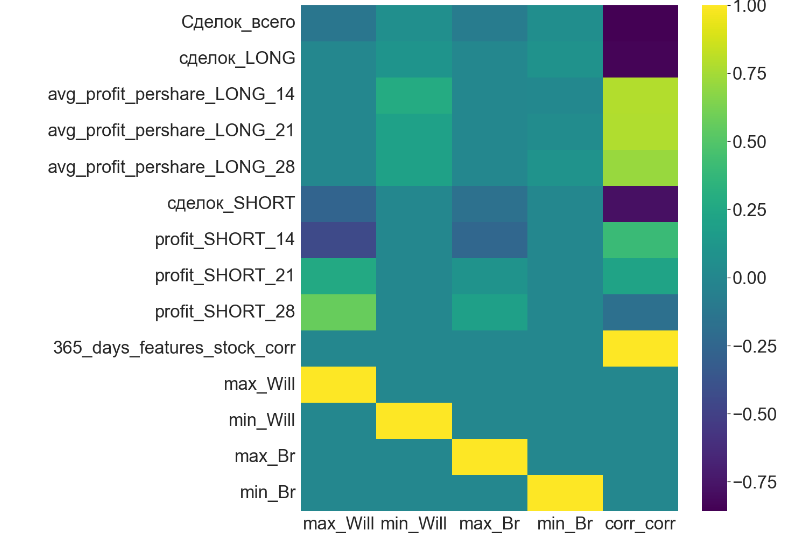 Сделок_всего
сделок_LONG
avg_profit_pershare_LONG_14
avg_profit_pershare_LONG_21
avg_profit_pershare_LONG_28
сделок_SHORT
profit_SHORT_14
profit_SHORT_21
profit_SHORT_28
365_days_features_stock_corr
max_Will
min_Will
max_Br
min_Br
max_Will min_Will max_Br min_Br corr_corr
1.00
0.75
0.50
0.25
0.00
−0.25
−0.50
−0.75